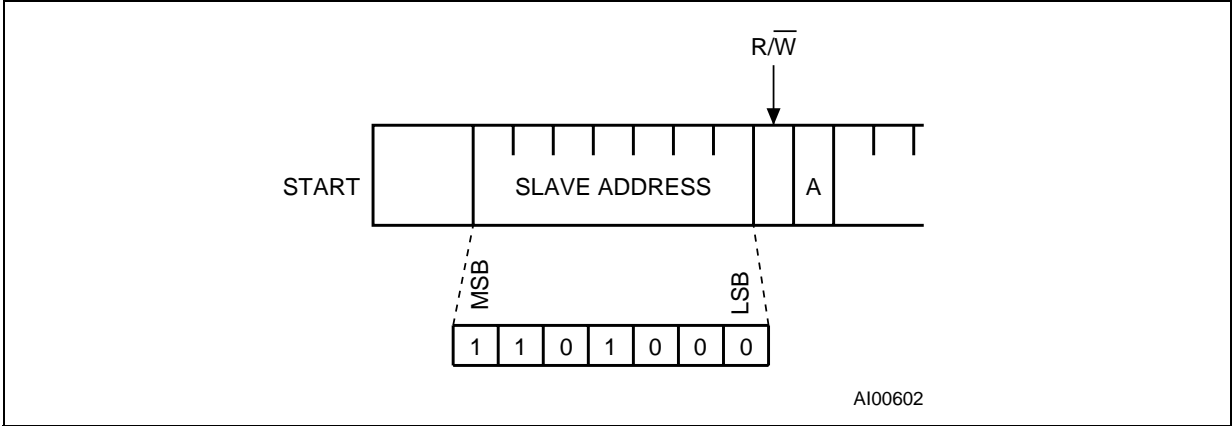 R/W̅
START SLAVE ADDRESS A
MSB LSB
1 1 0 1 0 0 0
AI00602